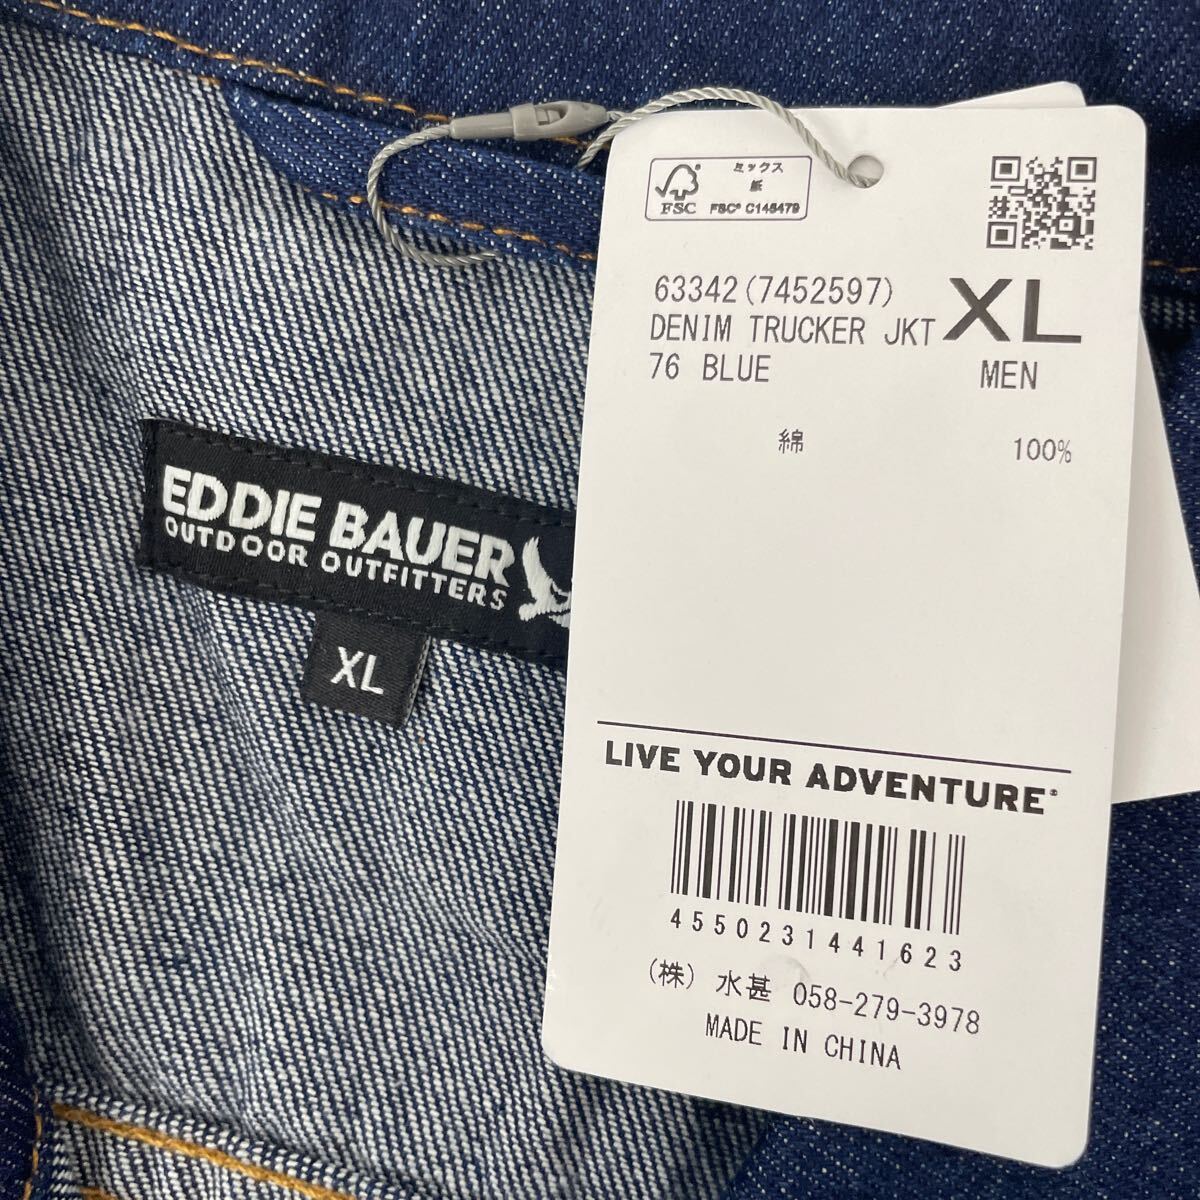 ミックス
紙
FSC
FSC® C145479
63342(7452597)
XL
DENIM TRUCKER JKT
76 BLUE
MEN
綿 100%
EDDIE BAUER
OUTDOOR OUTFITTERS
XL
LIVE YOUR ADVENTURE®
4550231441623
(株) 水甚 058-279-3978
MADE IN CHINA